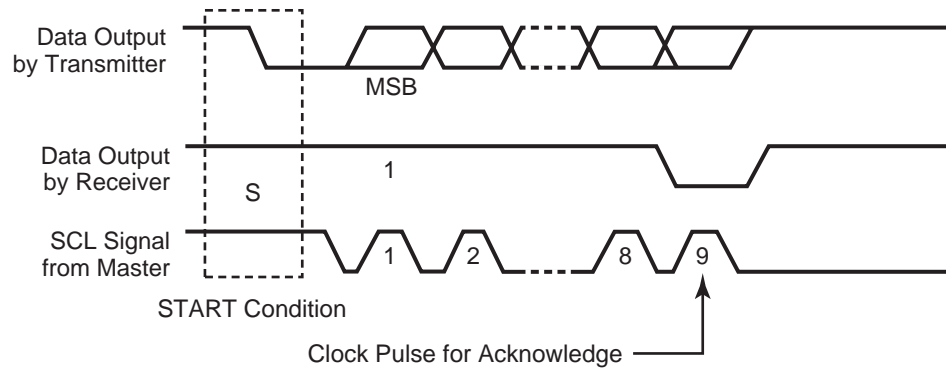 Data Output
by Transmitter
MSB
Data Output
by Receiver
1
S
SCL Signal
from Master
1
2
8
9
START Condition
Clock Pulse for Acknowledge